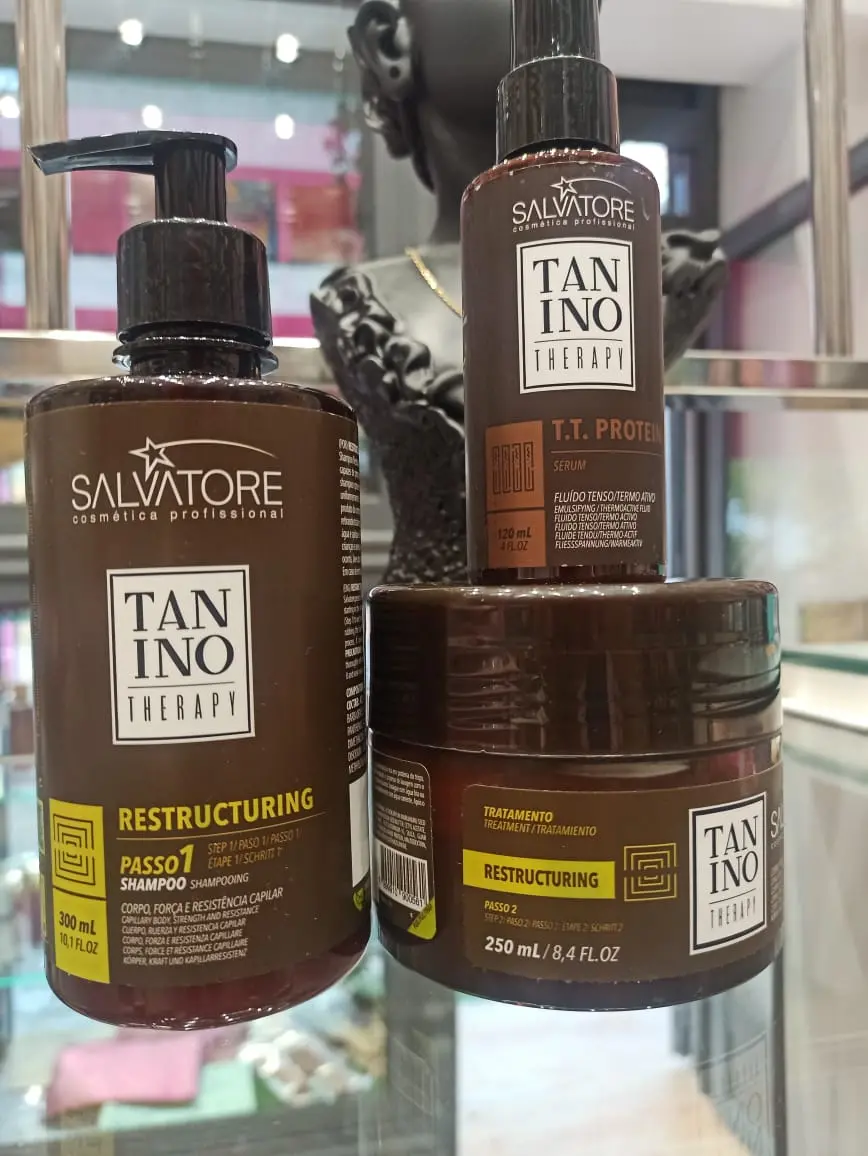 SALVATORE
cosmética profissional
TAN
INO
THERAPY
RESTRUCTURING
PASSO 1
STEP 1/ PASO 1/ PASSO 1/
ÉTAPE 1/ SCHRITT 1
SHAMPOO SHAMPOOING
300 mL
10,1 FL.OZ
CORPO, FORÇA E RESISTÊNCIA CAPILAR
CAPILLARY BODY, STRENGTH AND RESISTANCE
CUERPO, RUERZA Y RESISTENCIA CAPILAR
CORPO, FORZA E RESISTENZA CAPILLARE
CORPS, FORCE ET RÉSISTANCE CAPILLAIRE
KÖRPER, KRAFT UND KAPILLARRESISTENZ
SALVATORE
cosmética profissional
TAN
INO
THERAPY
T.T. PROTEIN
SÉRUM
120 mL
4 FL.OZ
FLUÍDO TENSO/TERMO ATIVO
EMULSIFYING / THERMOACTIVE FLUID
FLUIDO TENSO/TERMO ACTIVO
FLUIDO TENSO/TERMO ATTIVO
FLUIDE TENDU/THERMO-ACTIF
FLIESSSPANNUNG/WÄRMEAKTIV
TRATAMENTO
TREATMENT / TRATAMIENTO
RESTRUCTURING
PASSO 2
STEP 2/ PASO 2/ PASSO 2/ ÉTAPE 2/ SCHRITT 2
250 mL / 8,4 FL.OZ
TAN
INO
THERAPY